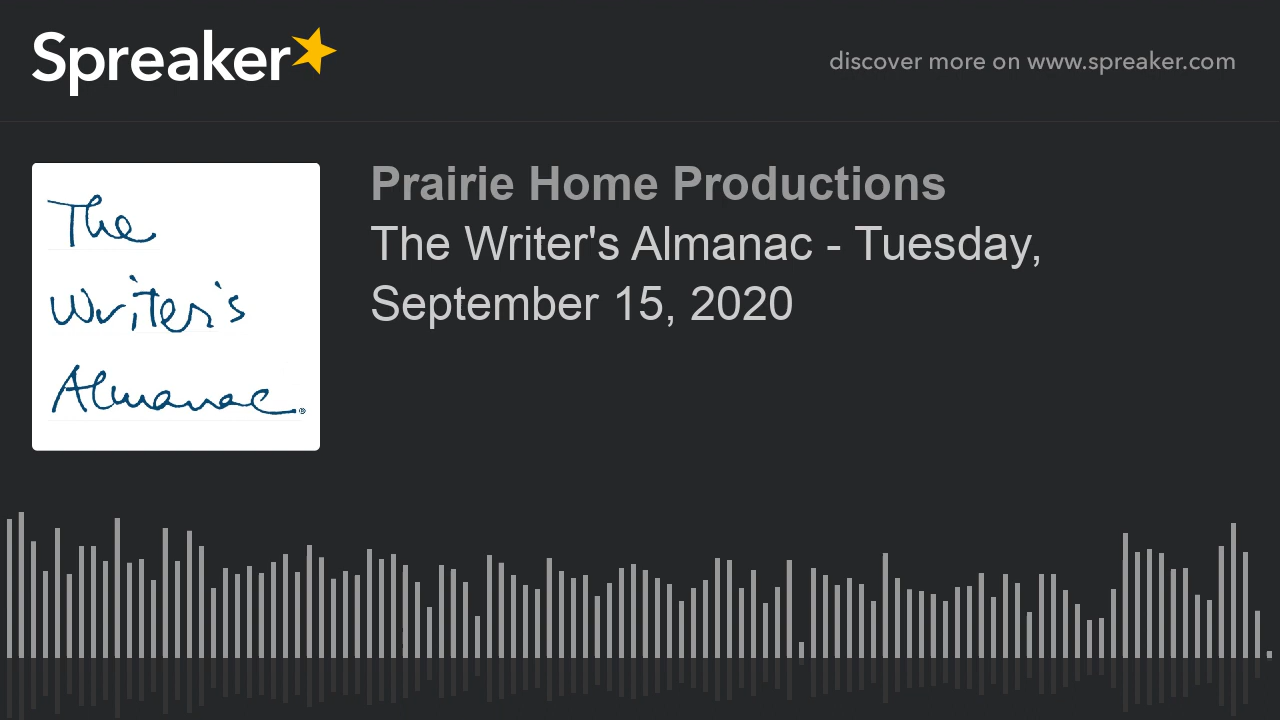 Spreaker
discover more on www.spreaker.com
The
Writer's
Almanac.®
Prairie Home Productions
The Writer's Almanac - Tuesday,
September 15, 2020